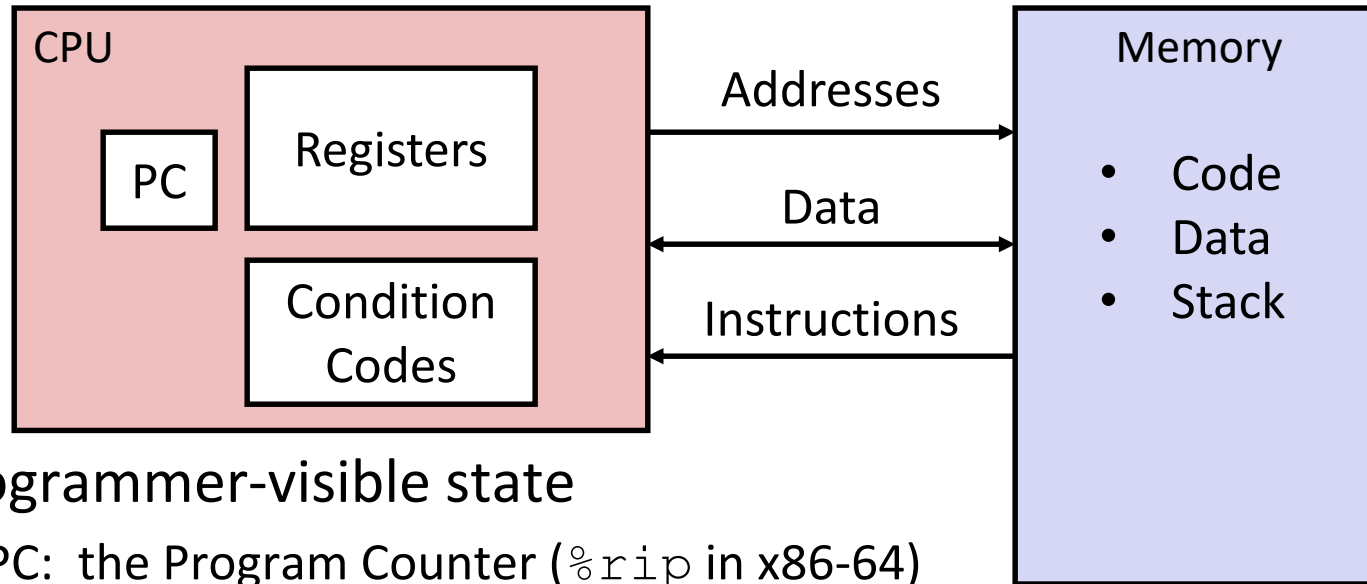 CPU
PC
Registers
Condition
Codes
Addresses
Data
Instructions
Memory
• Code
• Data
• Stack
ogrammer-visible state
PC: the Program Counter (%rip in x86-64)